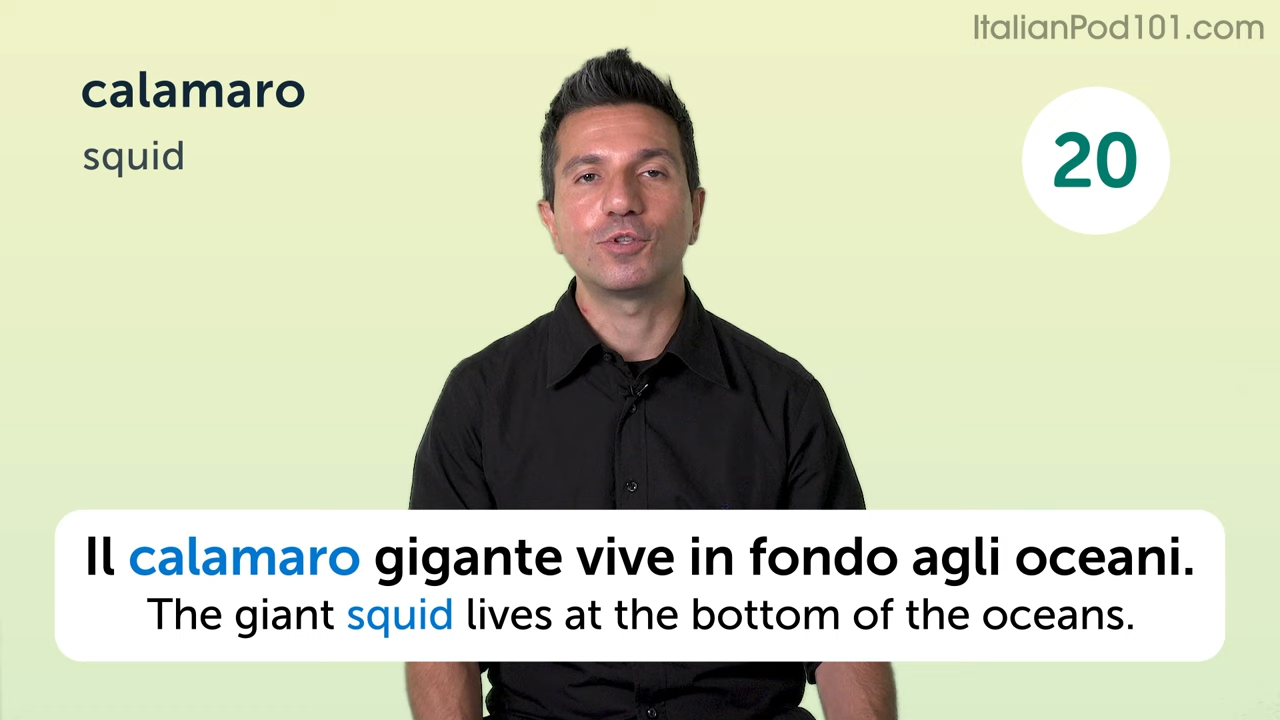 ItalianPod101.com
calamaro
squid
20
Il calamaro gigante vive in fondo agli oceani.
The giant squid lives at the bottom of the oceans.